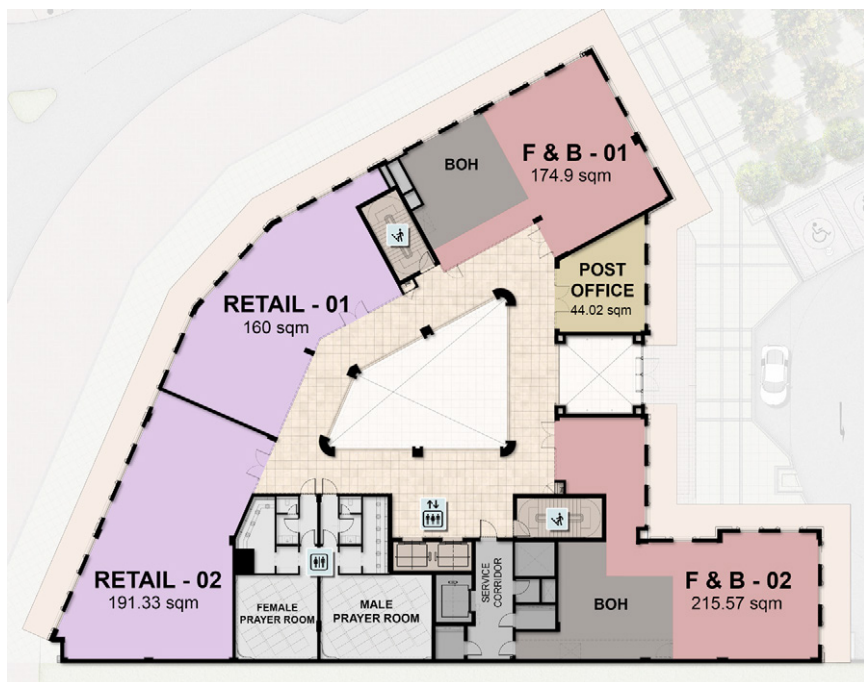 F & B - 01
174.9 sqm
BOH
POST
OFFICE
44.02 sqm
RETAIL - 01
160 sqm
RETAIL - 02
191.33 sqm
FEMALE
PRAYER ROOM
MALE
PRAYER ROOM
SERVICE
CORRIDOR
BOH
F & B - 02
215.57 sqm